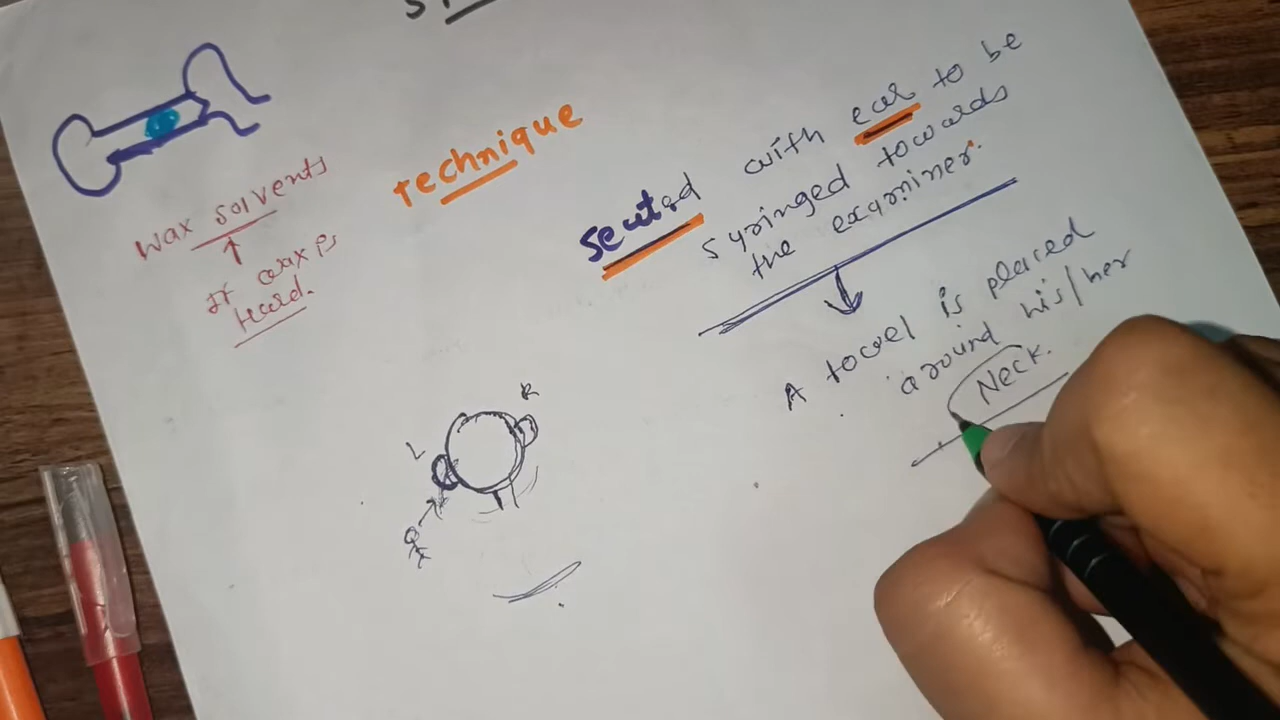 Wax solvents
If wax is
Hard.
Technique
Seated with ear to be
syringed towards
the examiner.
A towel is placed
around his/her
Neck.
L
R